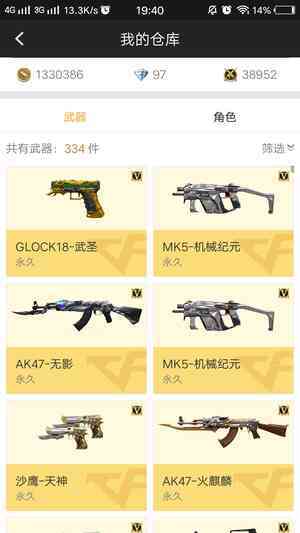 4G 3G 13.3K/s 19:40 14%
我的仓库
1330386 97 38952
武器 角色
共有武器: 334 件 筛选
GLOCK18-武圣 MK5-机械纪元
永久 永久
AK47-无影 MK5-机械纪元
永久 永久
沙鹰-天神 AK47-火麒麟
永久 永久